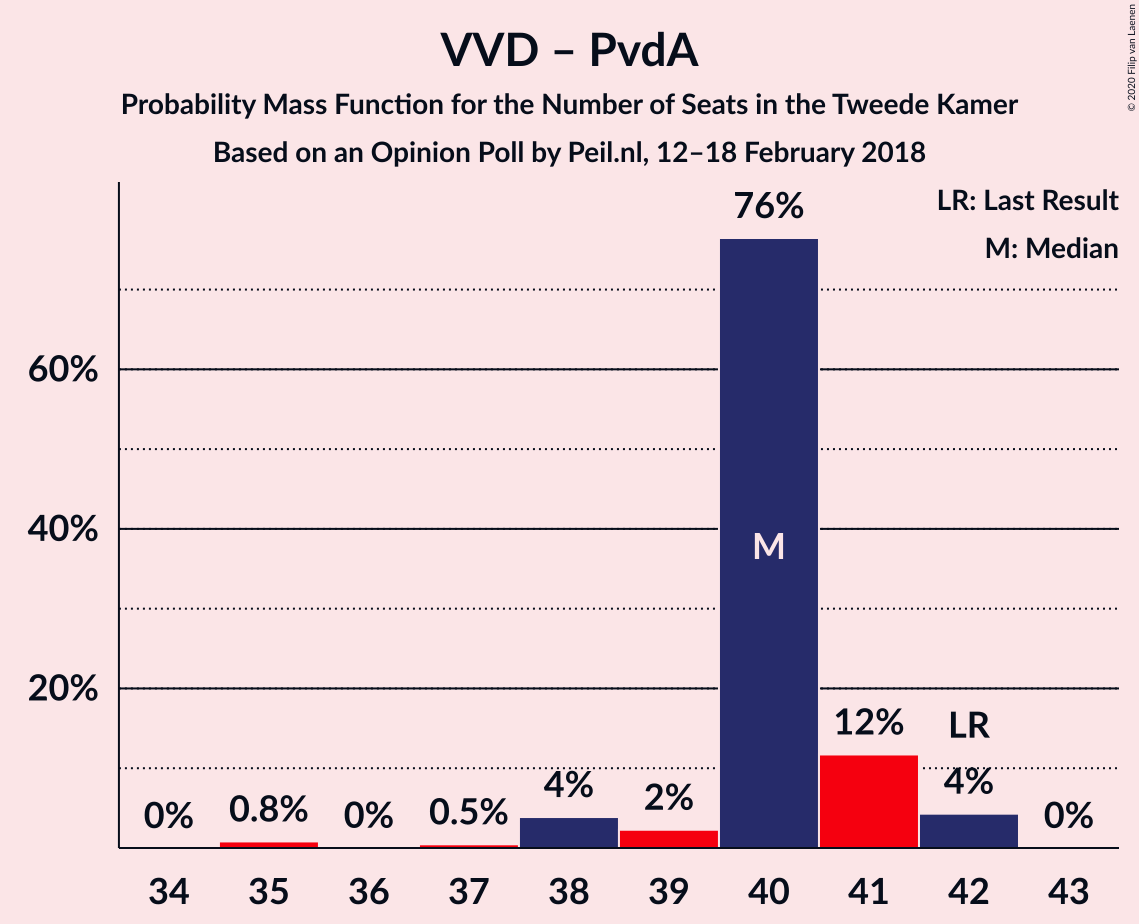 VVD – PvdA
Probability Mass Function for the Number of Seats in the Tweede Kamer
Based on an Opinion Poll by Peil.nl, 12–18 February 2018
© 2020 Filip van Laenen
LR: Last Result
M: Median
60%
40%
20%
0%
0.8%
0%
0.5%
4%
2%
76%
M
12%
LR
4%
0%
34 35 36 37 38 39 40 41 42 43